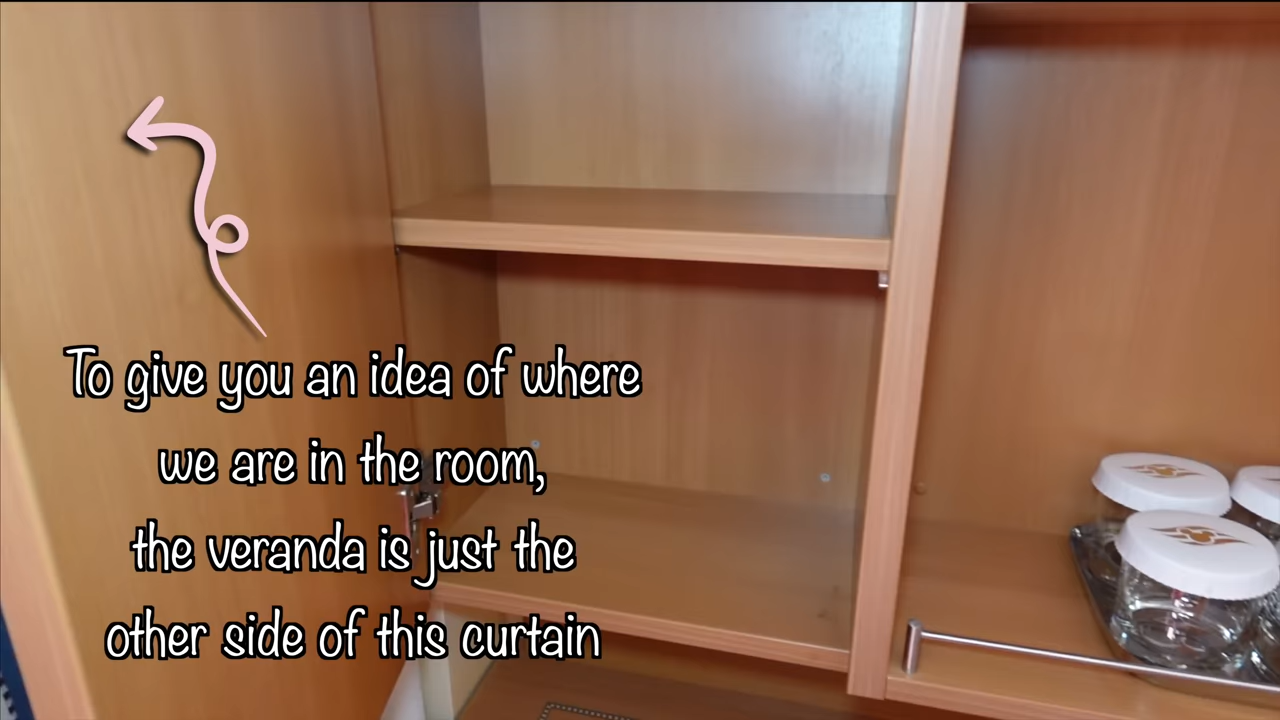 To give you an idea of where
we are in the room,
the veranda is just the
other side of this curtain